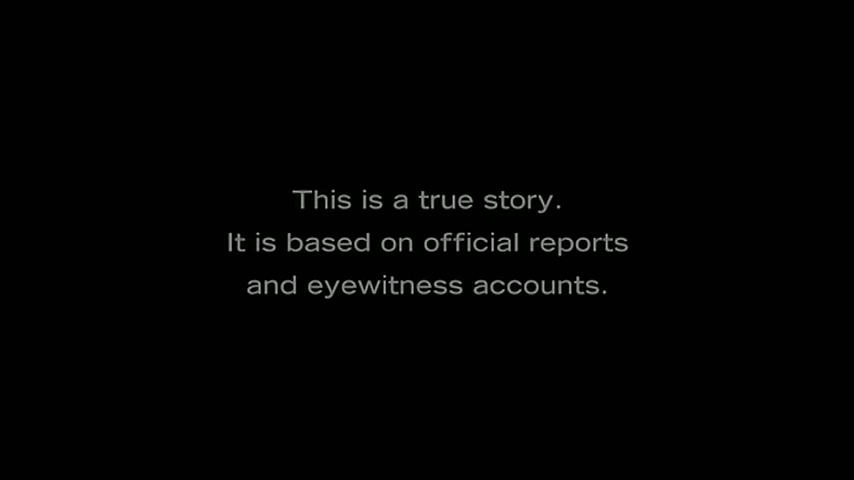 This is a true story.
It is based on official reports
and eyewitness accounts.